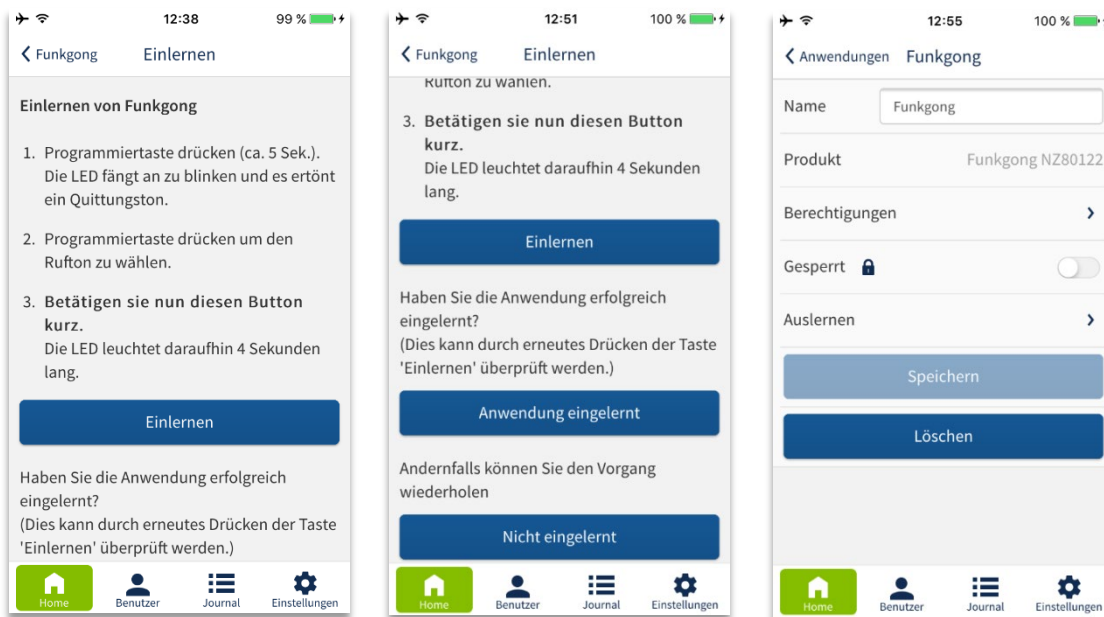 12:38
99 %
Funkgong
Einlernen
Einlernen von Funkgong
1. Programmiertaste drücken (ca. 5 Sek.).
Die LED fängt an zu blinken und es ertönt
ein Quittungston.
2. Programmiertaste drücken um den
Rufton zu wählen.
3. Betätigen sie nun diesen Button
kurz.
Die LED leuchtet daraufhin 4 Sekunden
lang.
Einlernen
Haben Sie die Anwendung erfolgreich
eingelernt?
(Dies kann durch erneutes Drücken der Taste
'Einlernen' überprüft werden.)
Home
Benutzer
Journal
Einstellungen
12:51
100 %
Funkgong
Einlernen
Rufton zu wählen.
3. Betätigen sie nun diesen Button
kurz.
Die LED leuchtet daraufhin 4 Sekunden
lang.
Einlernen
Haben Sie die Anwendung erfolgreich
eingelernt?
(Dies kann durch erneutes Drücken der Taste
'Einlernen' überprüft werden.)
Anwendung eingelernt
Andernfalls können Sie den Vorgang
wiederholen
Nicht eingelernt
Home
Benutzer
Journal
Einstellungen
12:55
100 %
Anwendungen
Funkgong
Name
Funkgong
Produkt
Funkgong NZ80122
Berechtigungen
Gesperrt
Auslernen
Speichern
Löschen
Home
Benutzer
Journal
Einstellungen